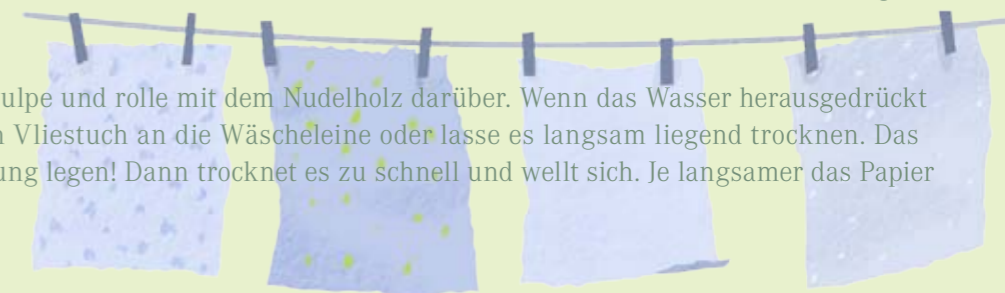 ulpe und rolle mit dem Nudelholz darüber. Wenn das Wasser herausgedrückt
n Vliestuch an die Wäscheleine oder lasse es langsam liegend trocknen. Das
ung legen! Dann trocknet es zu schnell und wellt sich. Je langsamer das Papier